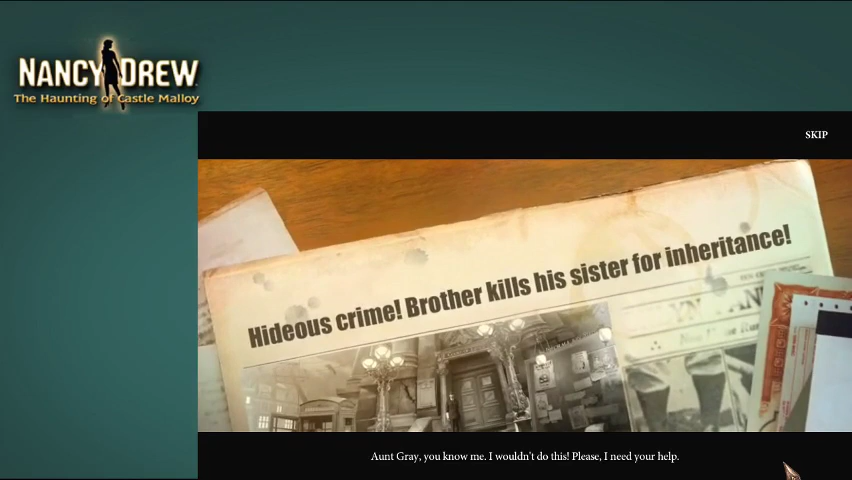 NANCY DREW
The Haunting of Castle Malloy
SKIP
Hideous crime! Brother kills his sister for inheritance!
Aunt Gray, you know me. I wouldn't do this! Please, I need your help.